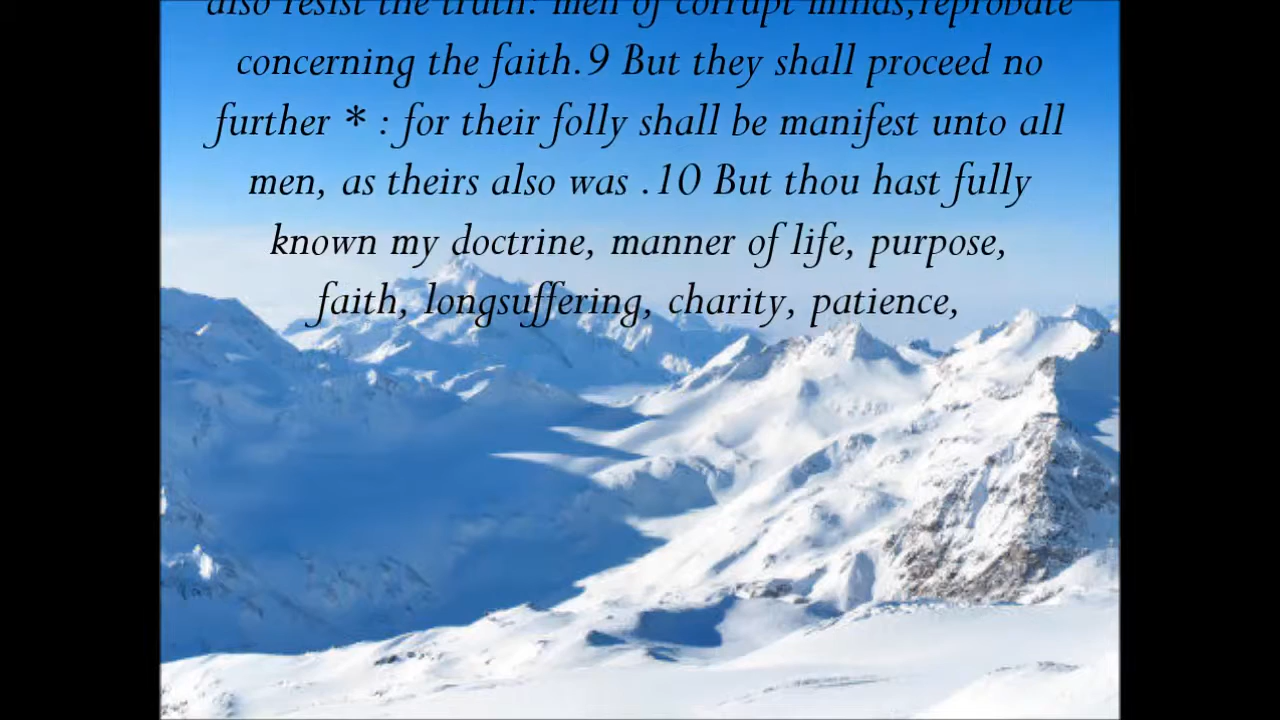 also resist the truth: men of corrupt minds,reprobate
concerning the faith.9 But they shall proceed no
further * : for their folly shall be manifest unto all
men, as theirs also was .10 But thou hast fully
known my doctrine, manner of life, purpose,
faith, longsuffering, charity, patience,